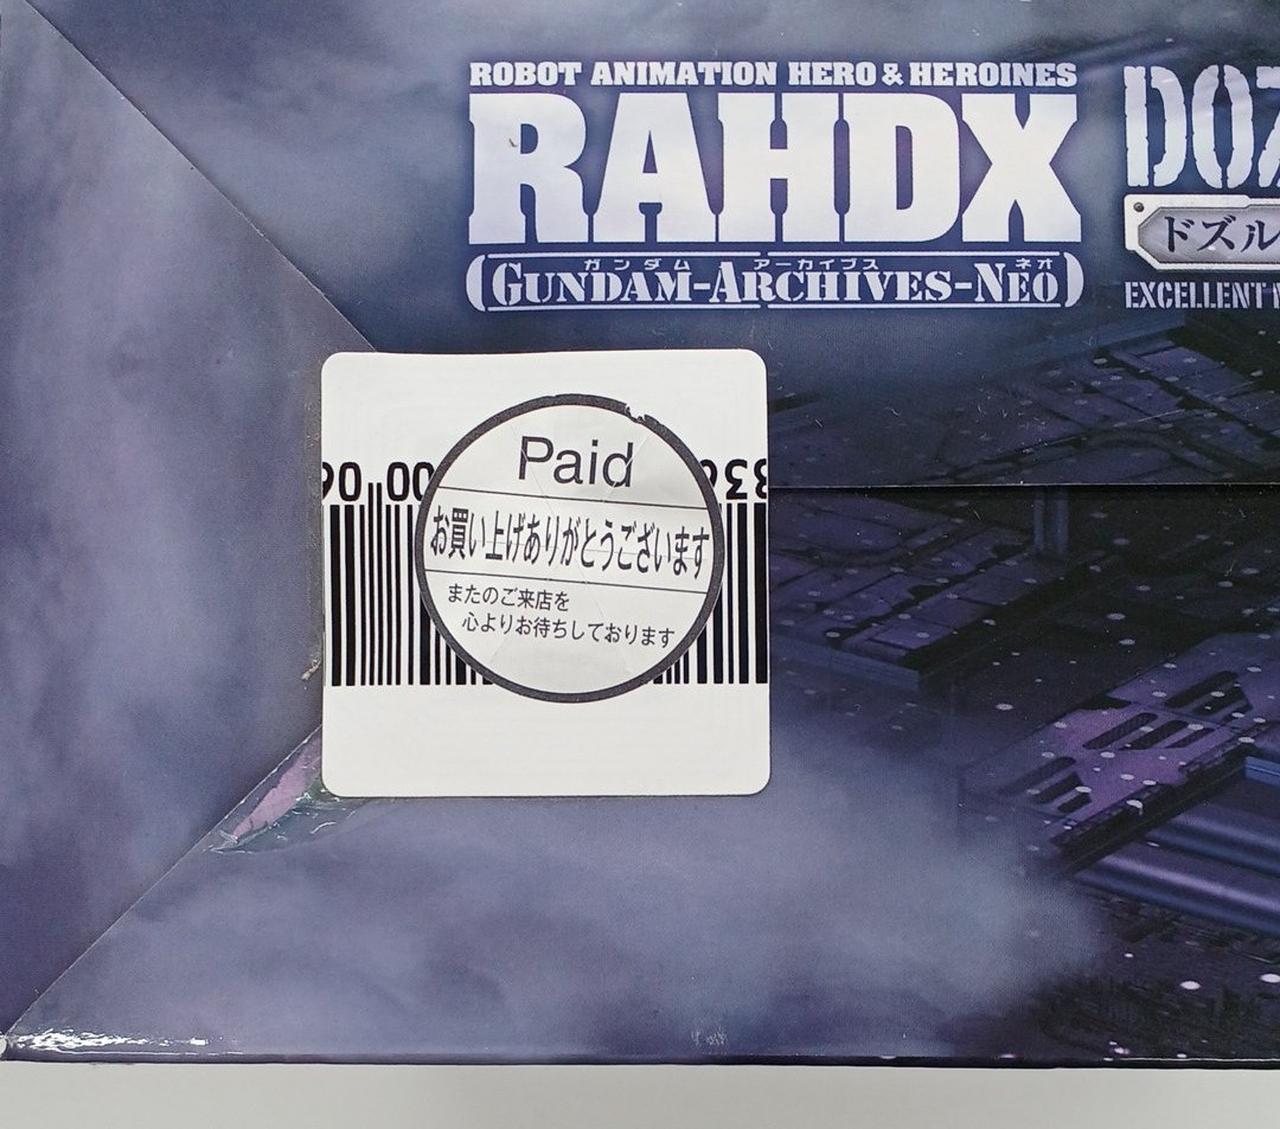 ROBOT ANIMATION HERO & HEROINES
RAHDX
ガンダム アーカイブス ネオ
(GUNDAM-ARCHIVES-NEO)
DOZ
ドズル
EXCELLENT
Paid
お買い上げありがとうございます
またのご来店を
心よりお待ちしております